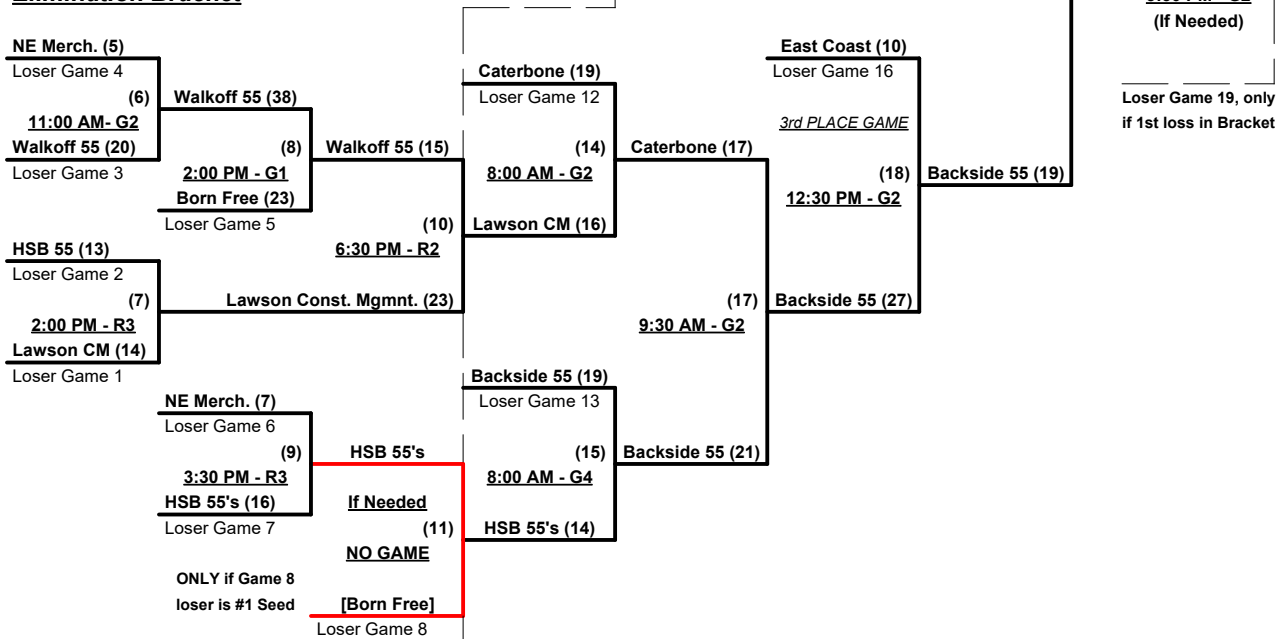 Elimination Bracket
(If Needed)
NE Merch. (5)
Loser Game 4
(6)
11:00 AM- G2
Walkoff 55 (20)
Loser Game 3
Walkoff 55 (38)
(8)
2:00 PM - G1
Born Free (23)
Loser Game 5
HSB 55 (13)
Loser Game 2
(7)
2:00 PM - R3
Lawson CM (14)
Loser Game 1
Walkoff 55 (15)
(10)
6:30 PM - R2
Lawson Const. Mgmnt. (23)
NE Merch. (7)
Loser Game 6
(9)
3:30 PM - R3
HSB 55's (16)
Loser Game 7
HSB 55's
If Needed
(11)
NO GAME
ONLY if Game 8
loser is #1 Seed
[Born Free]
Loser Game 8
Caterbone (19)
Loser Game 12
(14)
8:00 AM - G2
Lawson CM (16)
Backside 55 (19)
Loser Game 13
(15)
8:00 AM - G4
HSB 55's (14)
Caterbone (17)
(17)
9:30 AM - G2
Backside 55 (21)
East Coast (10)
Loser Game 16
3rd PLACE GAME
(18)
12:30 PM - G2
Backside 55 (27)
Backside 55 (19)
Loser Game 19, only
if 1st loss in Bracket